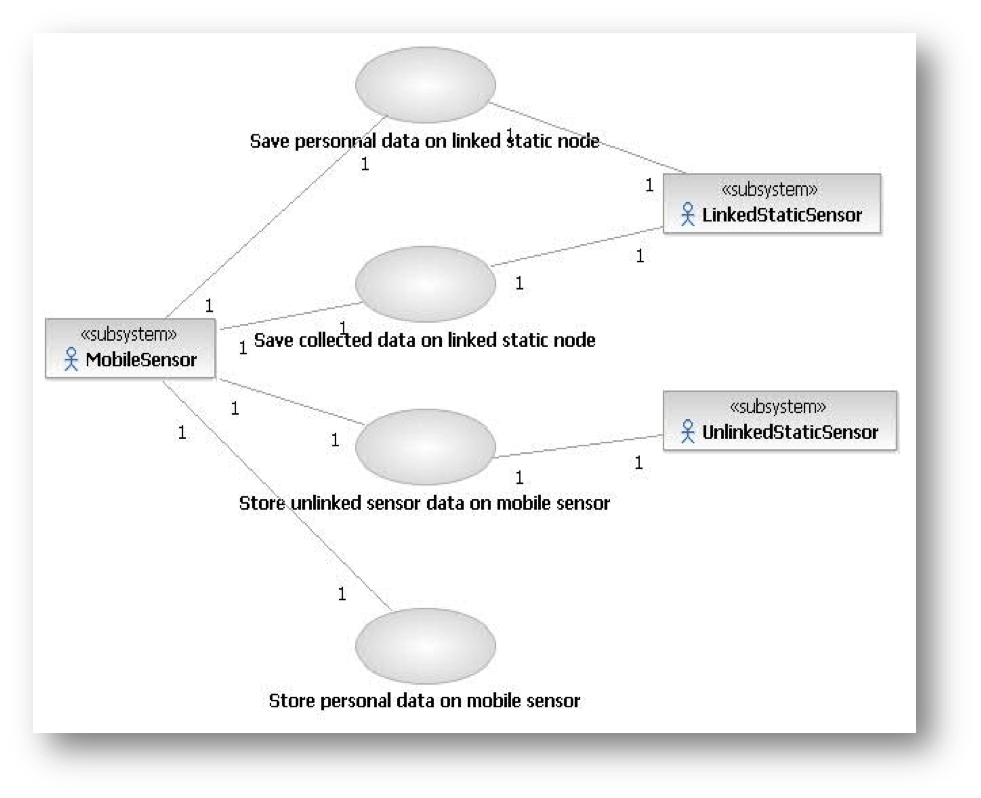 Save personnal data on linked static node
1
1
1
«subsystem»
LinkedStaticSensor
1
1
1
1
1
Save collected data on linked static node
«subsystem»
MobileSensor
1
1
1
1
«subsystem»
UnlinkedStaticSensor
1
1
Store unlinked sensor data on mobile sensor
1
Store personal data on mobile sensor